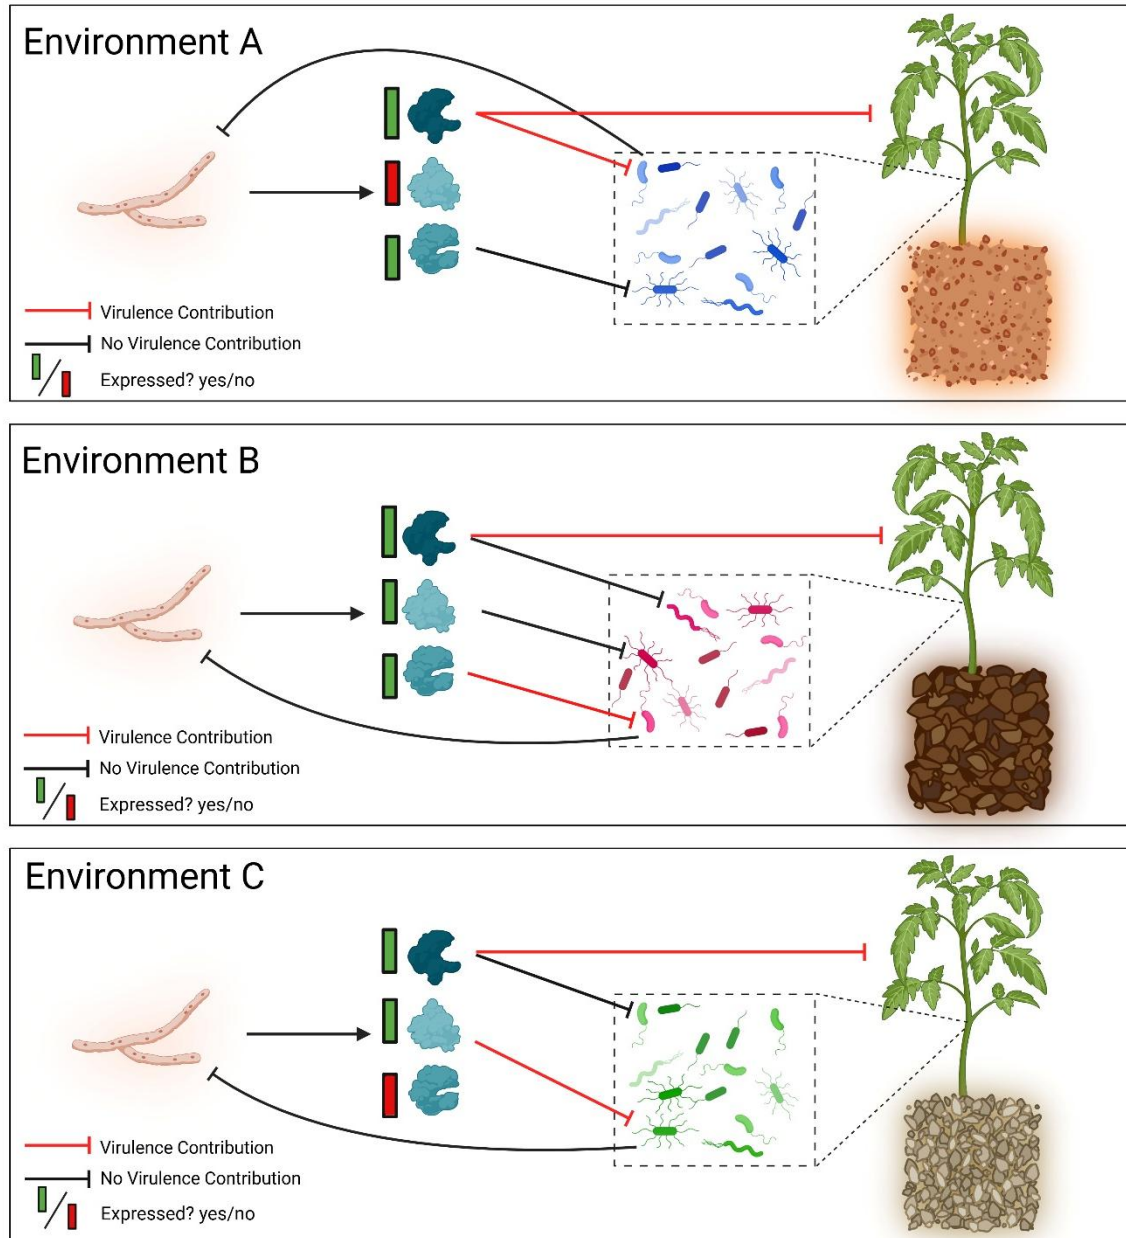 Environment A
Virulence Contribution
No Virulence Contribution
Expressed? yes/no
Environment B
Virulence Contribution
No Virulence Contribution
Expressed? yes/no
Environment C
Virulence Contribution
No Virulence Contribution
Expressed? yes/no